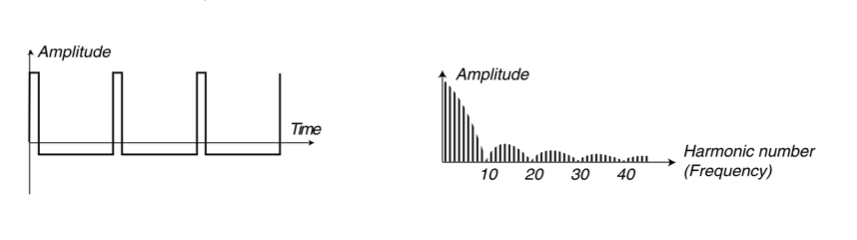 Amplitude
Time
Amplitude
Harmonic number
(Frequency)
10 20 30 40